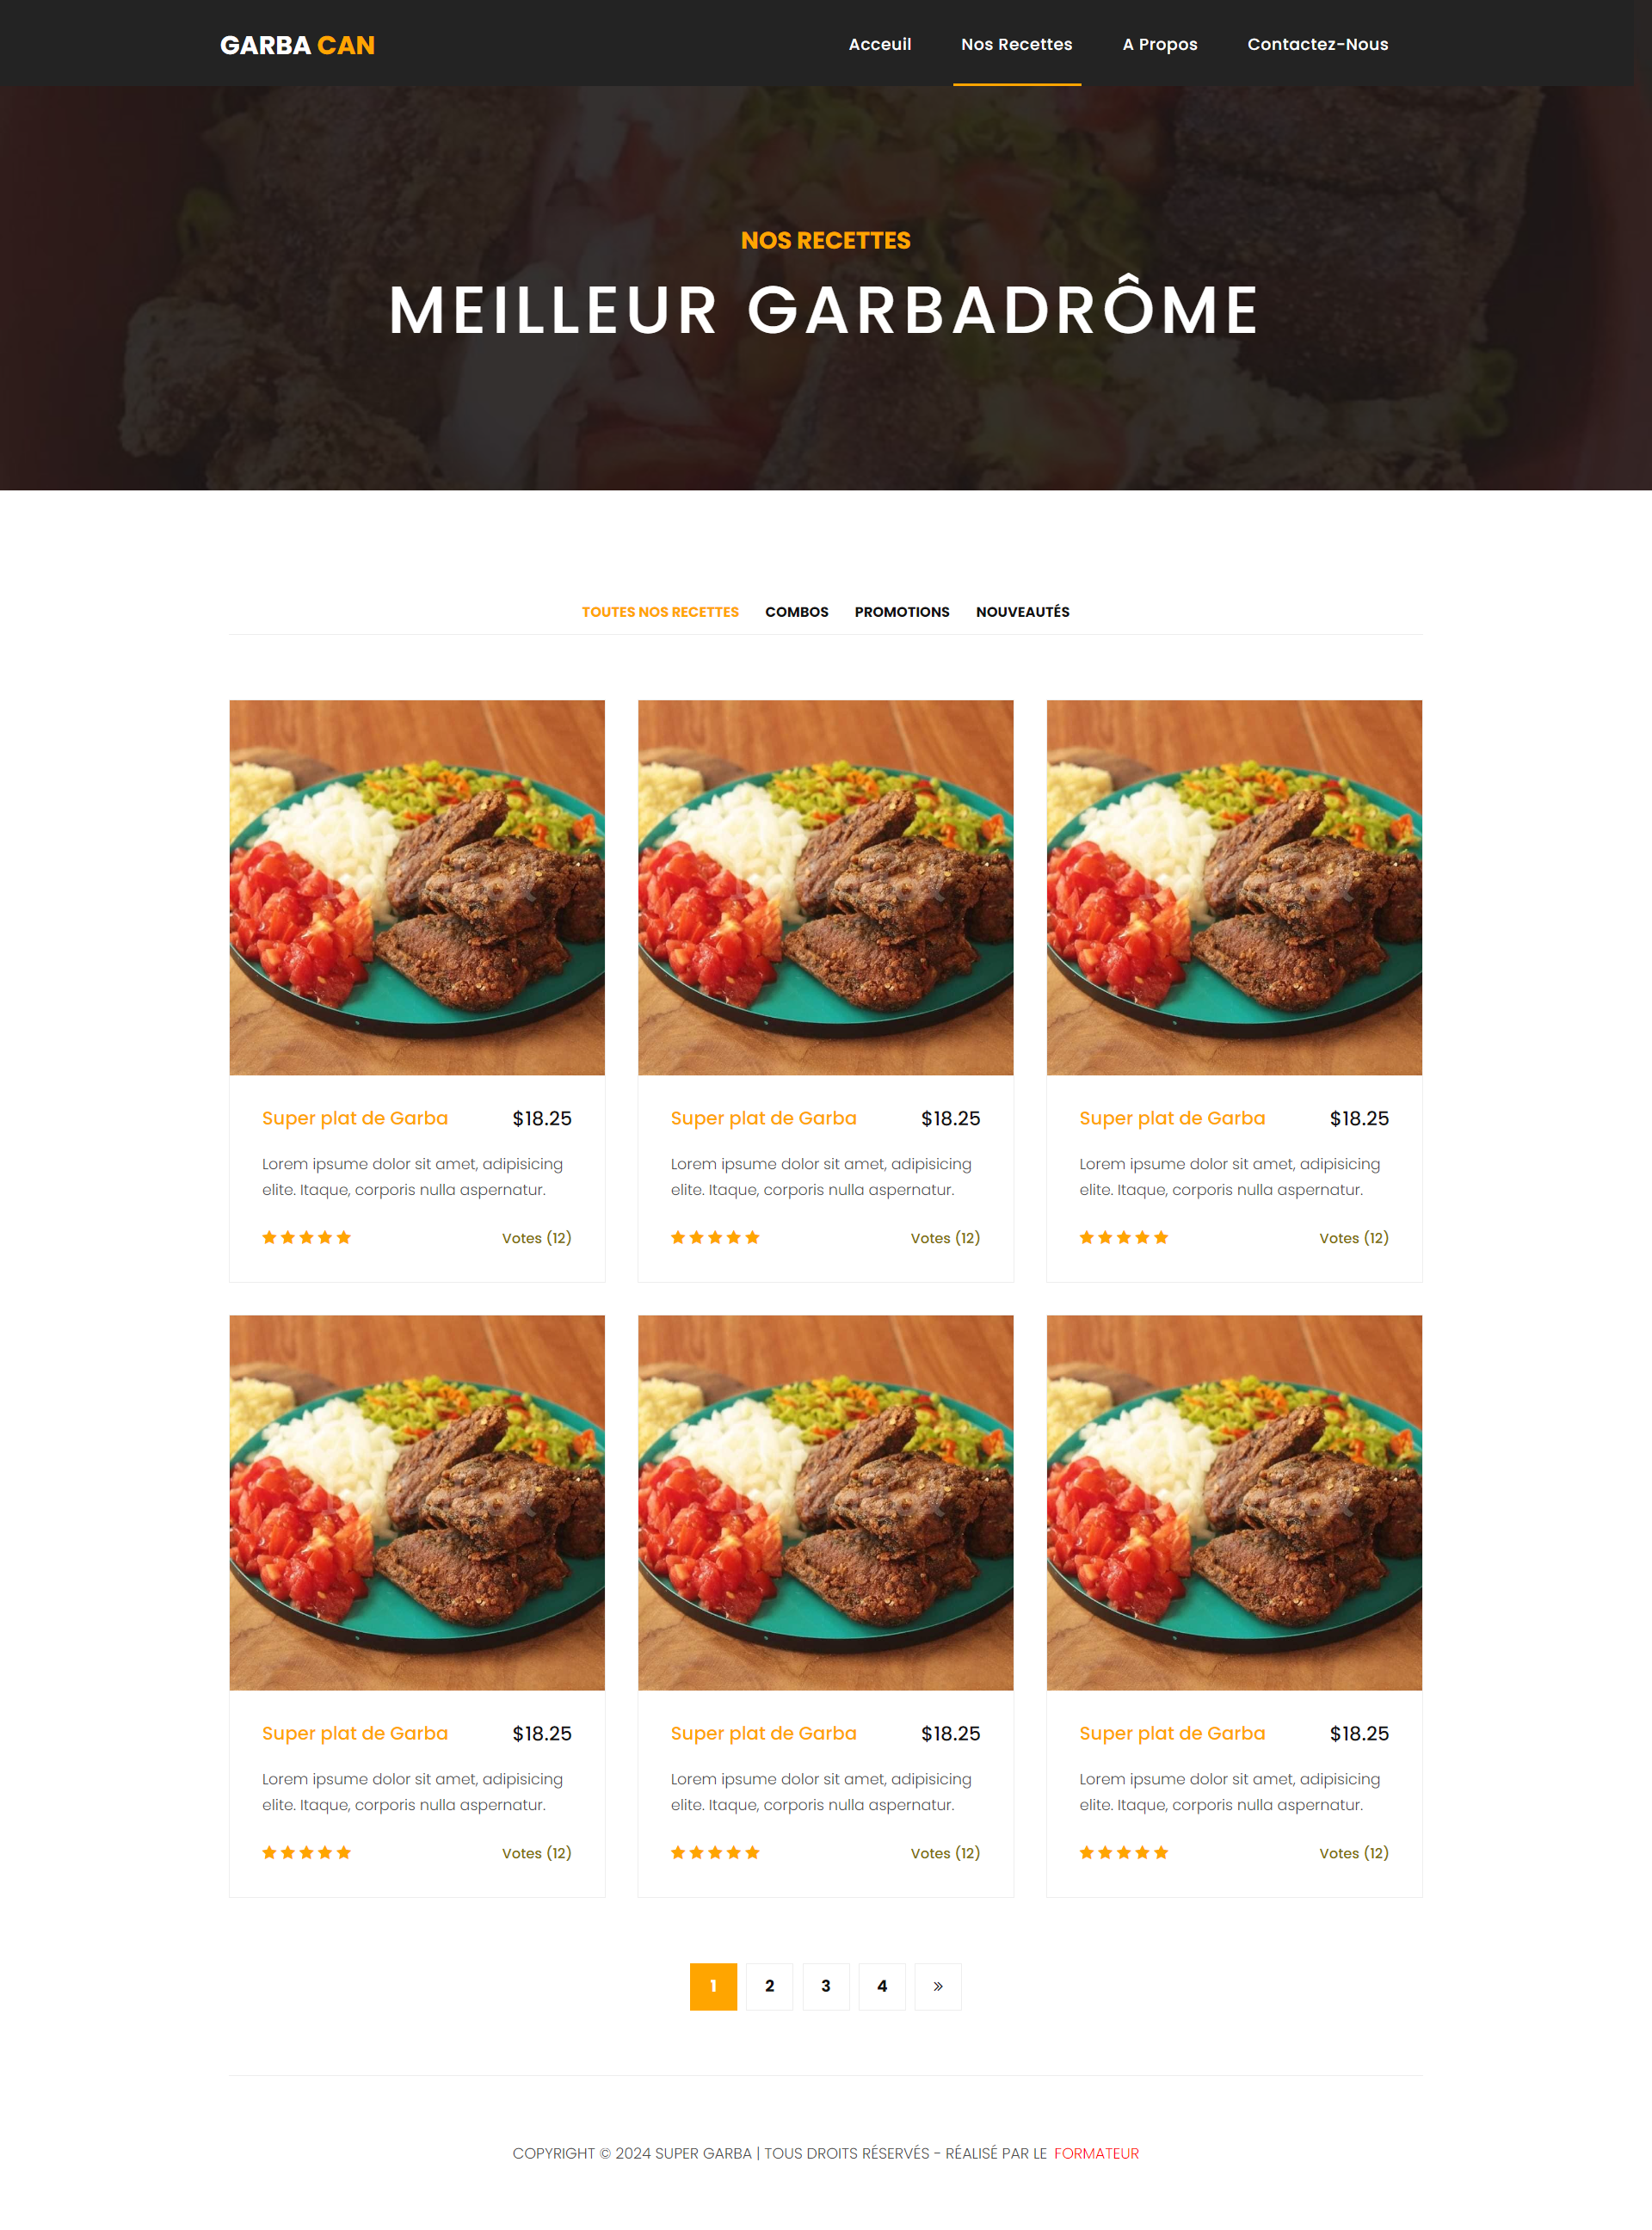 GARBA CAN
Acceuil Nos Recettes A Propos Contactez-Nous
NOS RECETTES
MEILLEUR GARBADRÔME
TOUTES NOS RECETTES COMBOS PROMOTIONS NOUVEAUTÉS
Super plat de Garba $18.25
Lorem ipsume dolor sit amet, adipisicing
elite. Itaque, corporis nulla aspernatur.
Votes (12)
Super plat de Garba $18.25
Lorem ipsume dolor sit amet, adipisicing
elite. Itaque, corporis nulla aspernatur.
Votes (12)
Super plat de Garba $18.25
Lorem ipsume dolor sit amet, adipisicing
elite. Itaque, corporis nulla aspernatur.
Votes (12)
Super plat de Garba $18.25
Lorem ipsume dolor sit amet, adipisicing
elite. Itaque, corporis nulla aspernatur.
Votes (12)
Super plat de Garba $18.25
Lorem ipsume dolor sit amet, adipisicing
elite. Itaque, corporis nulla aspernatur.
Votes (12)
Super plat de Garba $18.25
Lorem ipsume dolor sit amet, adipisicing
elite. Itaque, corporis nulla aspernatur.
Votes (12)
1 2 3 4 »
COPYRIGHT © 2024 SUPER GARBA | TOUS DROITS RÉSERVÉS - RÉALISÉ PAR LE FORMATEUR